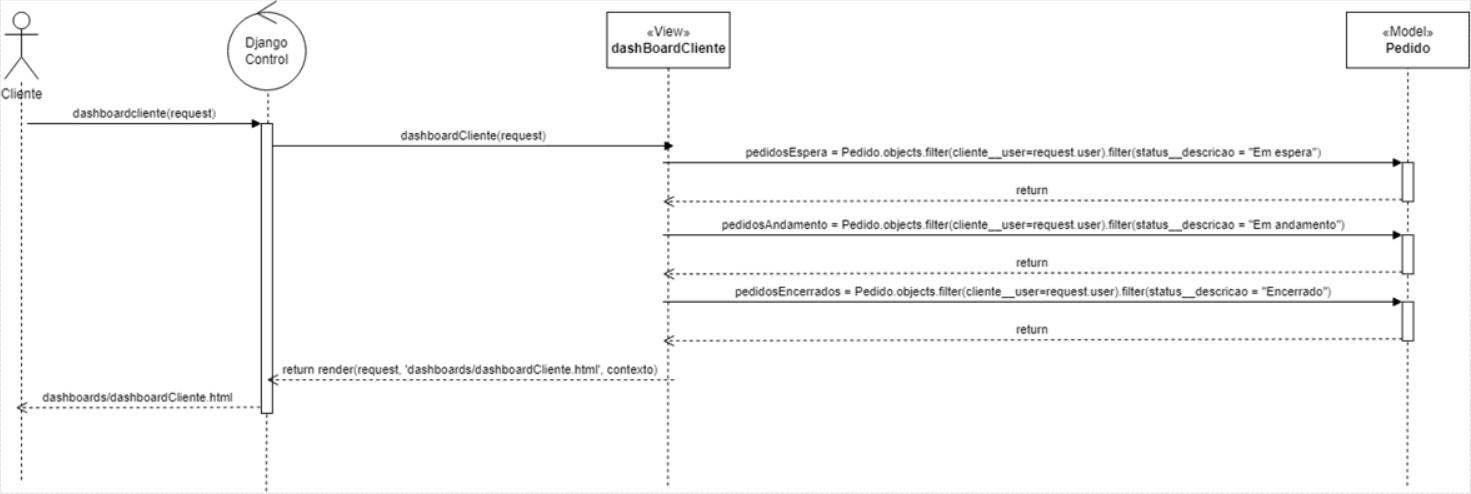 Cliente
Django
Control
«View»
dashBoardCliente
«Model»
Pedido
dashboardcliente(request)
dashboardCliente(request)
pedidosEspera = Pedido.objects.filter(cliente__user=request.user).filter(status__descricao = "Em espera")
return
pedidosAndamento = Pedido.objects.filter(cliente__user=request.user).filter(status__descricao = "Em andamento")
return
pedidosEncerrados = Pedido.objects.filter(cliente__user=request.user).filter(status__descricao = "Encerrado")
return
return render(request, 'dashboards/dashboardCliente.html', contexto)
dashboards/dashboardCliente.html